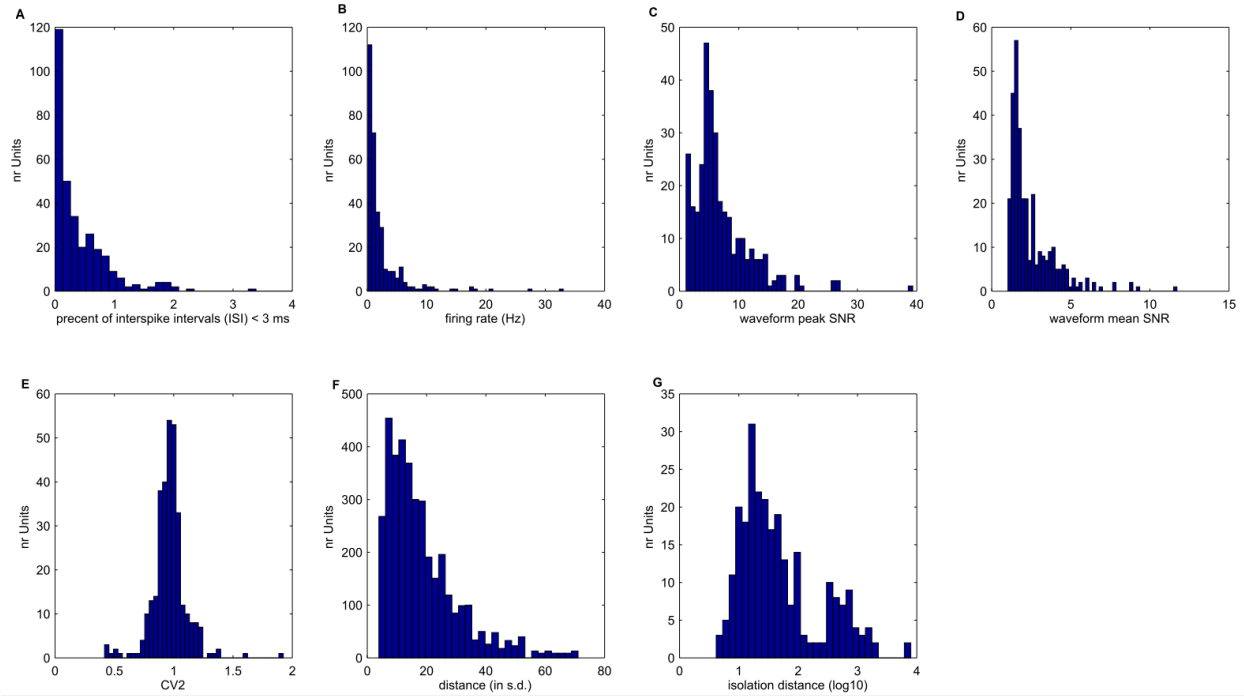 A
120
100
80
60
40
20
0
nr Units
0 1 2 3 4
precent of interspike intervals (ISI) < 3 ms
B
120
100
80
60
40
20
0
nr Units
0 10 20 30 40
firing rate (Hz)
C
50
40
30
20
10
0
nr Units
0 10 20 30 40
waveform peak SNR
D
60
50
40
30
20
10
0
nr Units
0 5 10 15
waveform mean SNR
E
60
50
40
30
20
10
0
nr Units
0 0.5 1 1.5 2
CV2
F
500
400
300
200
100
0
nr Units
0 20 40 60 80
distance (in s.d.)
G
35
30
25
20
15
10
5
0
nr Units
0 1 2 3 4
isolation distance (log10)